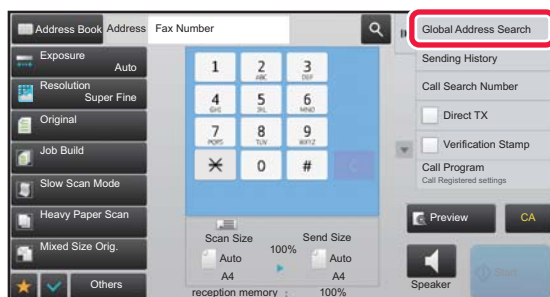 Address Book
Address
Fax Number
Exposure
Auto
Resolution
Super Fine
Original
Job Build
Slow Scan Mode
Heavy Paper Scan
Mixed Size Orig.
Others
1
2
ABC
3
DEF
4
GHI
5
JKL
6
MNO
7
PQRS
8
TUV
9
WXYZ
0
#
Scan Size
100%
Send Size
Auto
A4
Auto
A4
reception memory : 100%
Global Address Search
Sending History
Call Search Number
Direct TX
Verification Stamp
Call Program
Call Registered settings
Preview
CA
Speaker
Start